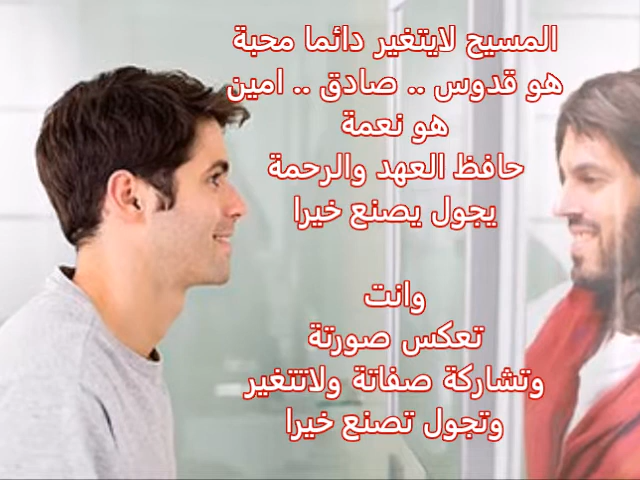 المسيح لايتغير دائما محبة
هو قدوس .. صادق .. امين
هو نعمة
حافظ العهد والرحمة
يجول يصنع خيرا
وانت
تعكس صورتة
وتشاركة صفاتة ولاتتغير
وتجول تصنع خيرا